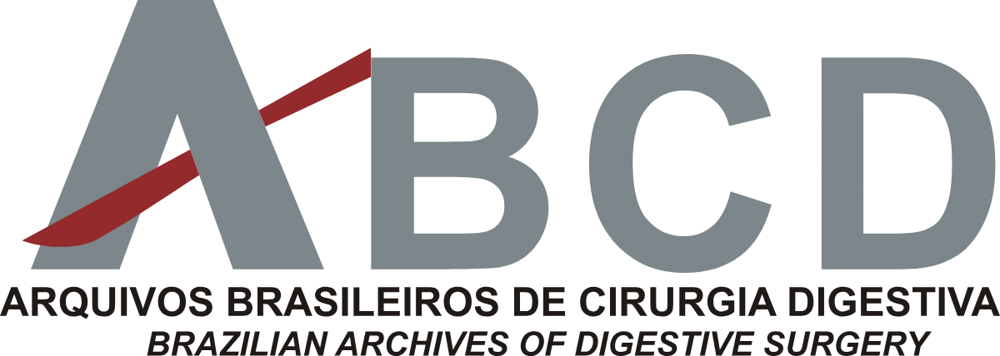 ABCD
ARQUIVOS BRASILEIROS DE CIRURGIA DIGESTIVA
BRAZILIAN ARCHIVES OF DIGESTIVE SURGERY